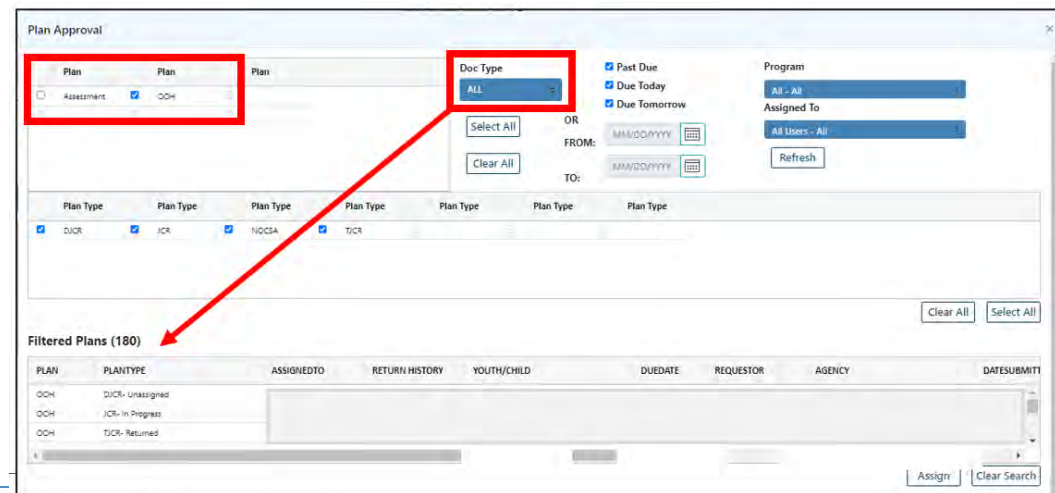 Plan Approval
×
Plan Plan Plan
Assessment OOH
Doc Type
ALL
Select All
Clear All
OR
FROM:
TO:
Past Due
Due Today
Due Tomorrow
MM/DD/YYYY
MM/DD/YYYY
Program
All - All
Assigned To
All Users - All
Refresh
Plan Type Plan Type Plan Type Plan Type Plan Type Plan Type Plan Type
DJCR JCR NOCSA TJCR
Clear All Select All
Filtered Plans (180)
PLAN PLANTYPE ASSIGNEDTO RETURN HISTORY YOUTH/CHILD DUEDATE REQUESTOR AGENCY DATESUBMITT
OOH DJCR- Unassigned
OOH JCR- In Progress
OOH TJCR- Returned
Assign Clear Search